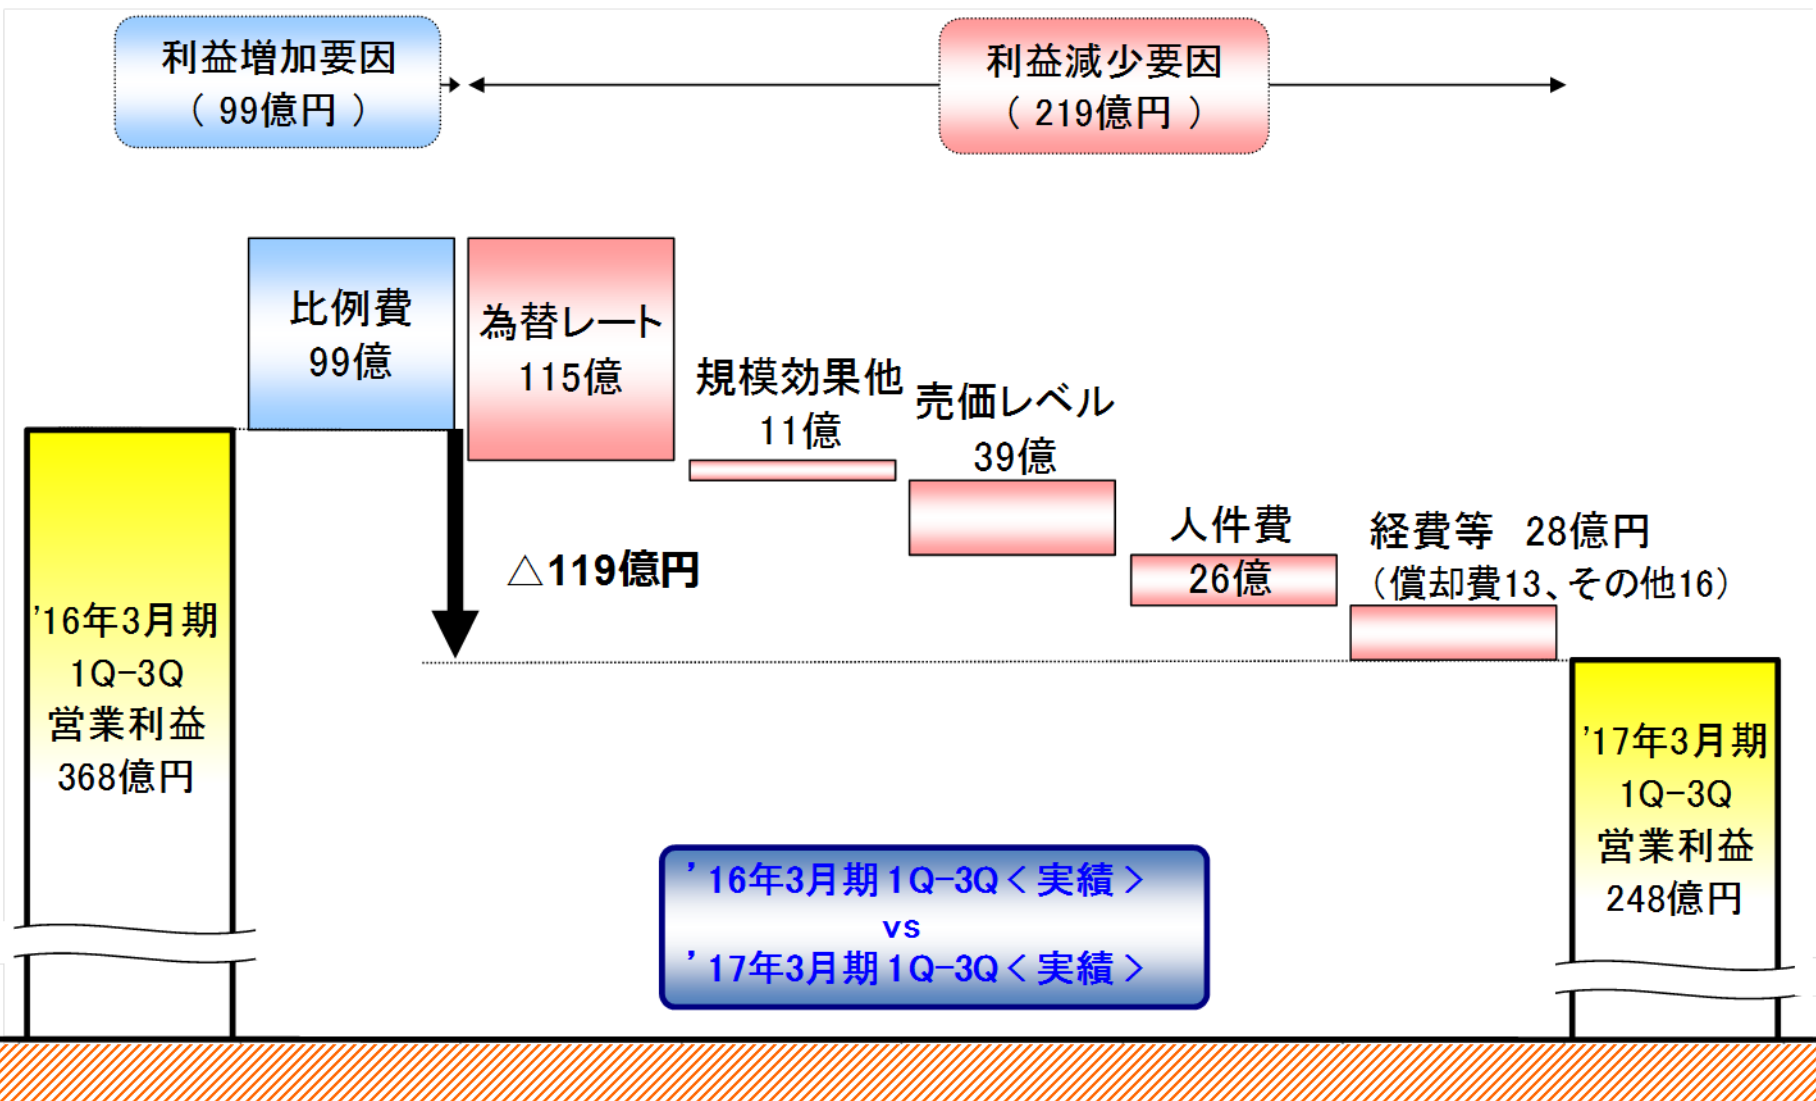 利益増加要因
（ 99億円 ）
利益減少要因
（ 219億円 ）
比例費
99億
為替レート
115億
規模効果他
11億
売価レベル
39億
人件費
26億
経費等　28億円
（償却費13、その他16）
△119億円
’16年3月期
1Q-3Q
営業利益
368億円
’17年3月期
1Q-3Q
営業利益
248億円
’16年3月期 1Q-3Q＜実績＞
vs
’17年3月期 1Q-3Q＜実績＞